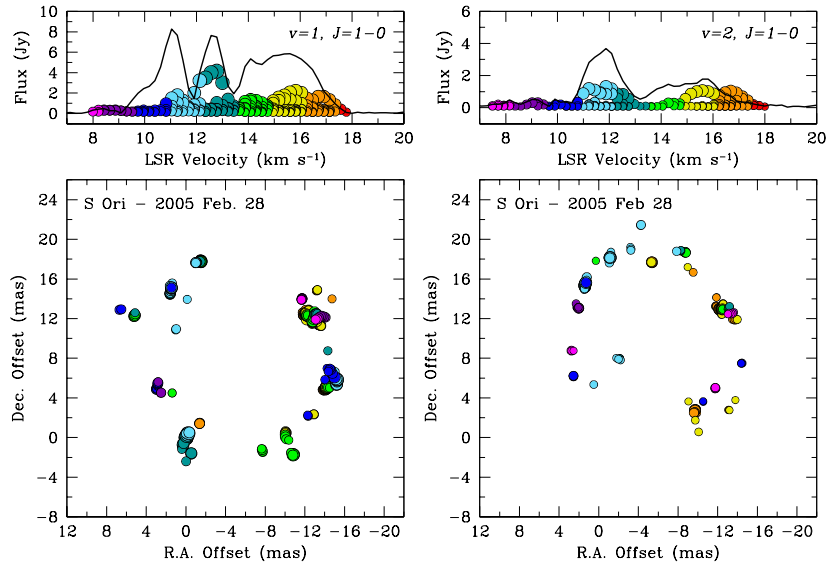 v=1, J=1-0
Flux (Jy)
8
6
4
2
0
8 10 12 14 16 18 20
LSR Velocity (km s⁻¹)
v=2, J=1-0
Flux (Jy)
6
4
2
0
8 10 12 14 16 18 20
LSR Velocity (km s⁻¹)
S Ori - 2005 Feb. 28
Dec. Offset (mas)
24
20
16
12
8
4
0
-4
-8
12 8 4 0 -4 -8 -12 -16 -20
R.A. Offset (mas)
S Ori - 2005 Feb. 28
Dec. Offset (mas)
24
20
16
12
8
4
0
-4
-8
12 8 4 0 -4 -8 -12 -16 -20
R.A. Offset (mas)